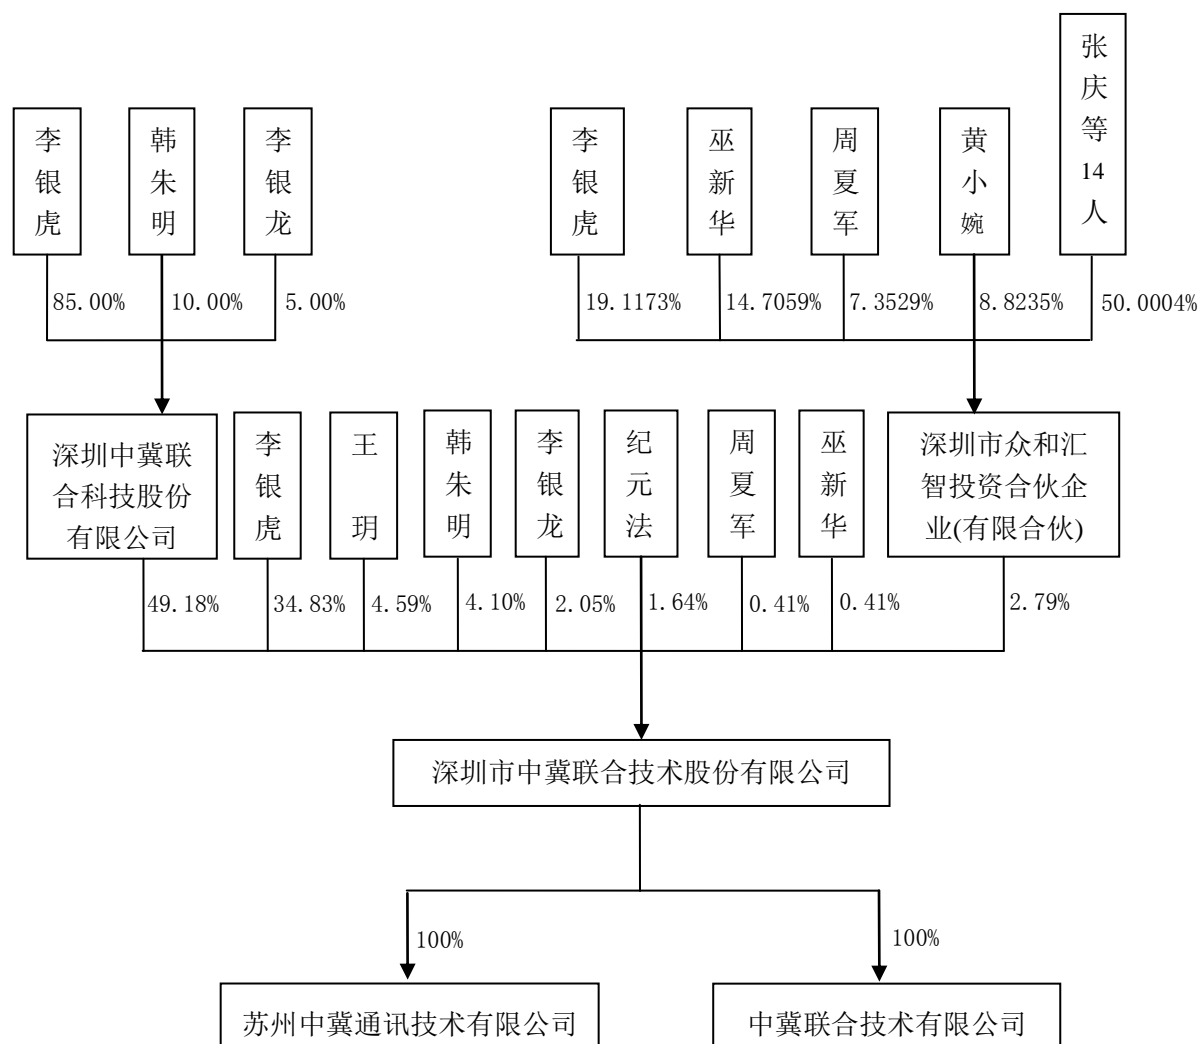 张庆等14人
李银虎
韩朱明
李银龙
李银虎
巫新华
周夏军
黄小婉
85.00%
10.00%
5.00%
19.1173%
14.7059%
7.3529%
8.8235%
50.0004%
深圳中冀联
合科技股份
有限公司
李银虎
王玥
韩朱明
李银龙
纪元法
周夏军
巫新华
深圳市众和汇
智投资合伙企
业(有限合伙)
49.18%
34.83%
4.59%
4.10%
2.05%
1.64%
0.41%
0.41%
2.79%
深圳市中冀联合技术股份有限公司
100%
100%
苏州中冀通讯技术有限公司
中冀联合技术有限公司